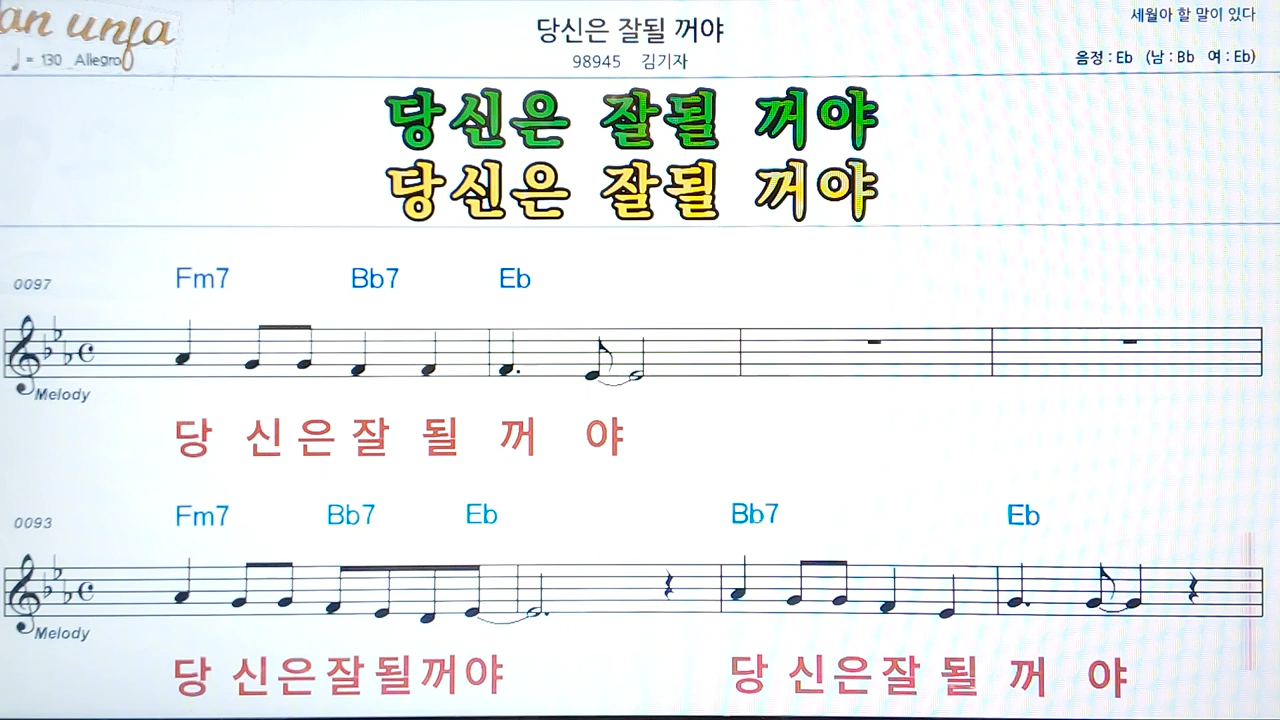 an unja
세월아 할 말이 있다
당신은 잘될 꺼야
♩= 130 Allegro
98945 김기자
음정 : Eb (남 : Bb 여 : Eb)
당신은 잘될 꺼야
당신은 잘될 꺼야
0097 Fm7 Bb7 Eb
Melody
당 신 은 잘 될 꺼 야
0093 Fm7 Bb7 Eb Bb7 Eb
Melody
당 신은잘될꺼야 당 신은잘 될 꺼 야